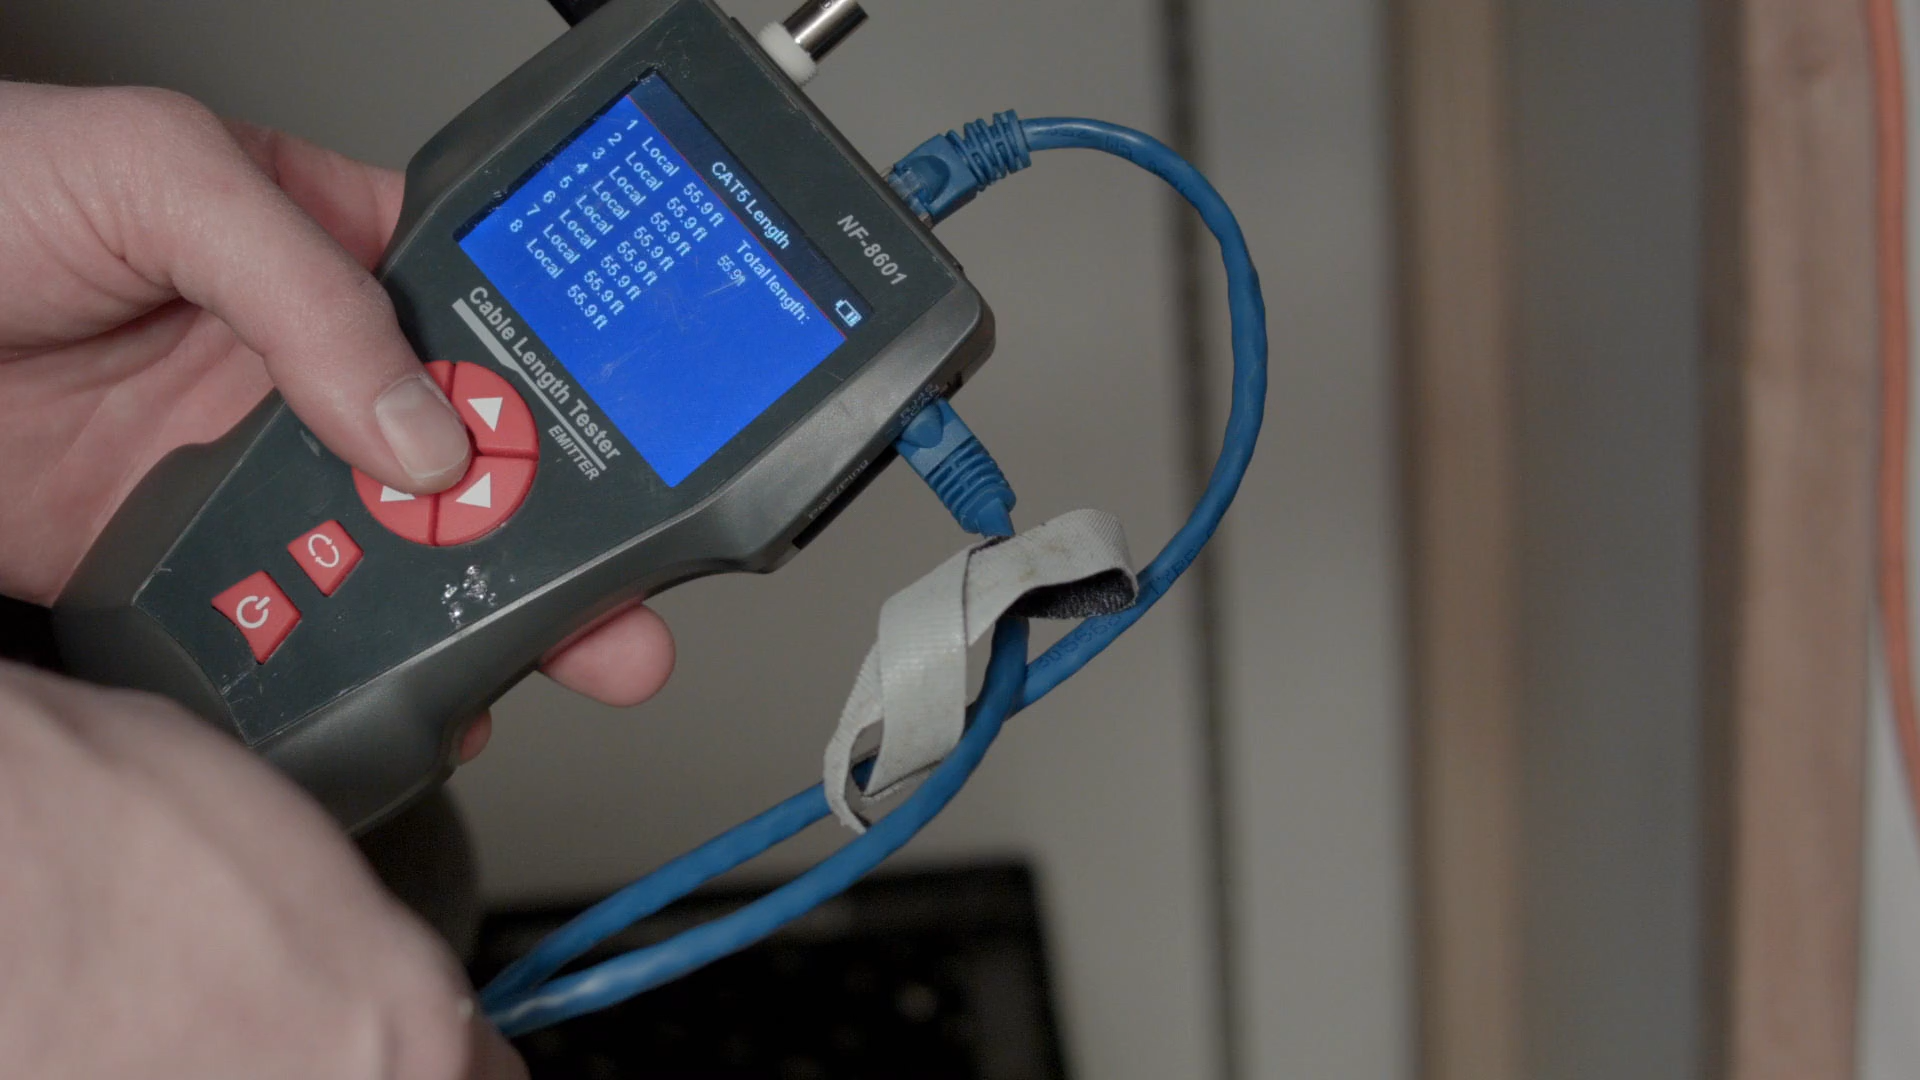 NF-8601
CAT5 Length
1 Local 55.9 ft Total length:
2 Local 55.9 ft 55.9ft
3 Local 55.9 ft
4 Local 55.9 ft
5 Local 55.9 ft
6 Local 55.9 ft
7 Local 55.9 ft
8 Local 55.9 ft
Cable Length Tester
EMITTER